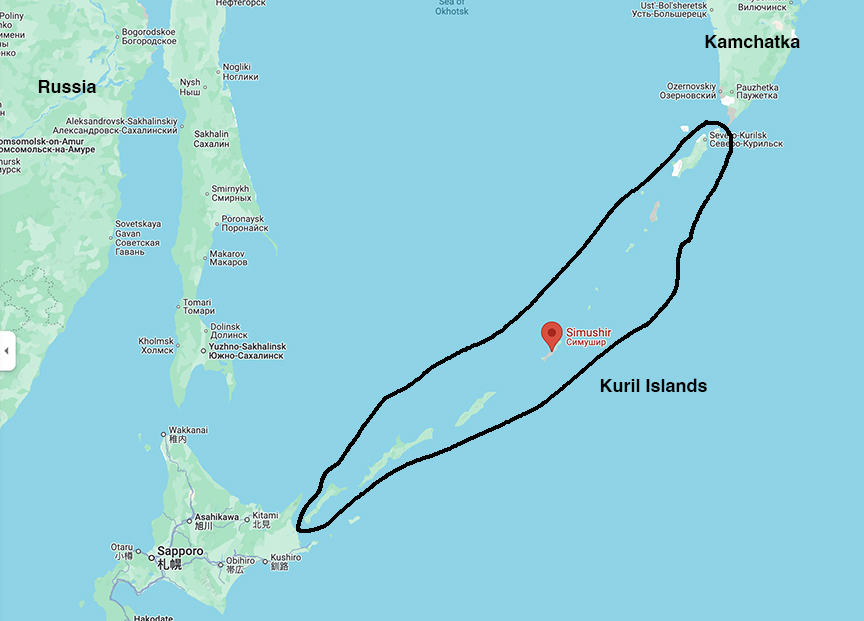 Нефтегорск
Sea of
Okhotsk
Ust'-Bol'sheretsk
Усть-Большерецк
Вилючинск
Kamchatka
Bogorodskoe
Богородское
Russia
Nogliki
Ноглики
Nysh
Ныш
Ozernovskiy
Озерновский
Pauzhetka
Паужетка
Aleksandrovsk-Sakhalinskiy
Александровск-Сахалинский
Sakhalin
Сахалин
Severo-Kurilsk
Северо-Курильск
omsomolsk-on-Amur
омсомольск-на-Амуре
Smirnykh
Смирных
Poronaysk
Поронайск
Sovetskaya
Gavan
Советская
Гавань
Makarov
Макаров
Tomari
Томари
Dolinsk
Долинск
Kholmsk
Холмск
Yuzhno-Sakhalinsk
Южно-Сахалинск
Simushir
Симушир
Kuril Islands
Wakkanai
稚内
Asahikawa
旭川
Kitami
北見
Otaru
小樽
Sapporo
札幌
Obihiro
帯広
Kushiro
釧路
Hakodate